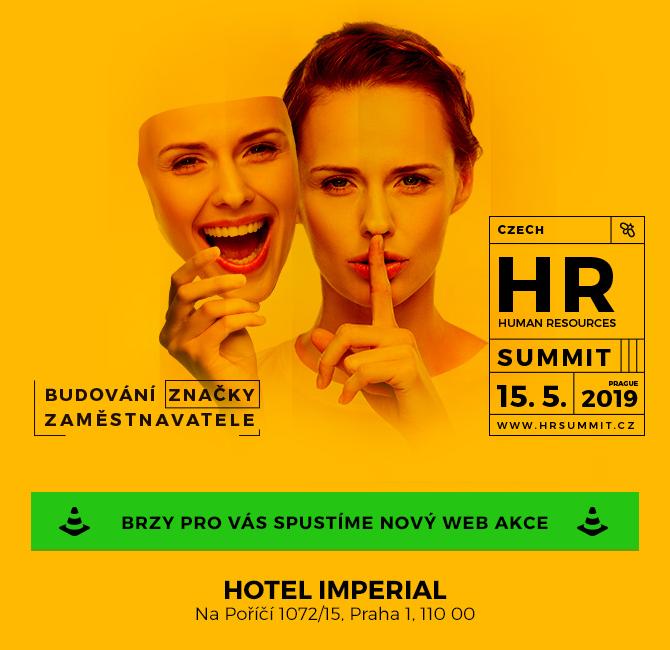 CZECH
HR
HUMAN RESOURCES
SUMMIT
15. 5.
PRAGUE
2019
WWW.HRSUMMIT.CZ
BUDOVÁNÍ ZNAČKY
ZAMĚSTNAVATELE
BRZY PRO VÁS SPUSTÍME NOVÝ WEB AKCE
HOTEL IMPERIAL
Na Poříčí 1072/15, Praha 1, 110 00